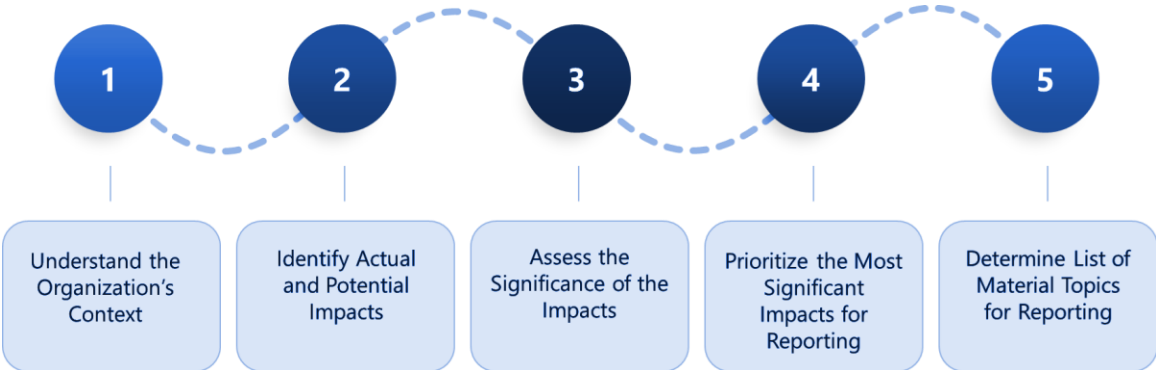 1
2
3
4
5
Understand the
Organization's
Context
Identify Actual
and Potential
Impacts
Assess the
Significance of the
Impacts
Prioritize the Most
Significant
Impacts for
Reporting
Determine List of
Material Topics
for Reporting